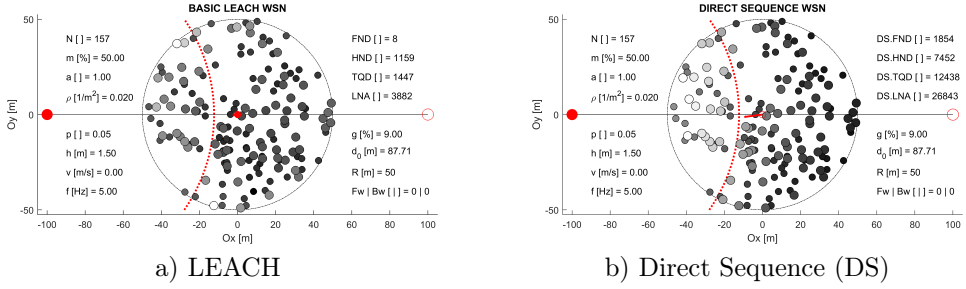 BASIC LEACH WSN
N [ ] = 157
m [%] = 50.00
a [ ] = 1.00
ρ [1/m²] = 0.020
p [ ] = 0.05
h [m] = 1.50
v [m/s] = 0.00
f [Hz] = 5.00
FND [ ] = 8
HND [ ] = 1159
TQD [ ] = 1447
LNA [ ] = 3882
g [%] = 9.00
d₀ [m] = 87.71
R [m] = 50
Fw | Bw [ | ] = 0 | 0
Oy [m]
50
0
-50
-100 -80 -60 -40 -20 0 20 40 60 80 100
Ox [m]
a) LEACH
DIRECT SEQUENCE WSN
N [ ] = 157
m [%] = 50.00
a [ ] = 1.00
ρ [1/m²] = 0.020
p [ ] = 0.05
h [m] = 1.50
v [m/s] = 0.00
f [Hz] = 5.00
DS.FND [ ] = 1854
DS.HND [ ] = 7452
DS.TQD [ ] = 12438
DS.LNA [ ] = 26843
g [%] = 9.00
d₀ [m] = 87.71
R [m] = 50
Fw | Bw [ | ] = 0 | 0
Oy [m]
50
0
-50
-100 -80 -60 -40 -20 0 20 40 60 80 100
Ox [m]
b) Direct Sequence (DS)